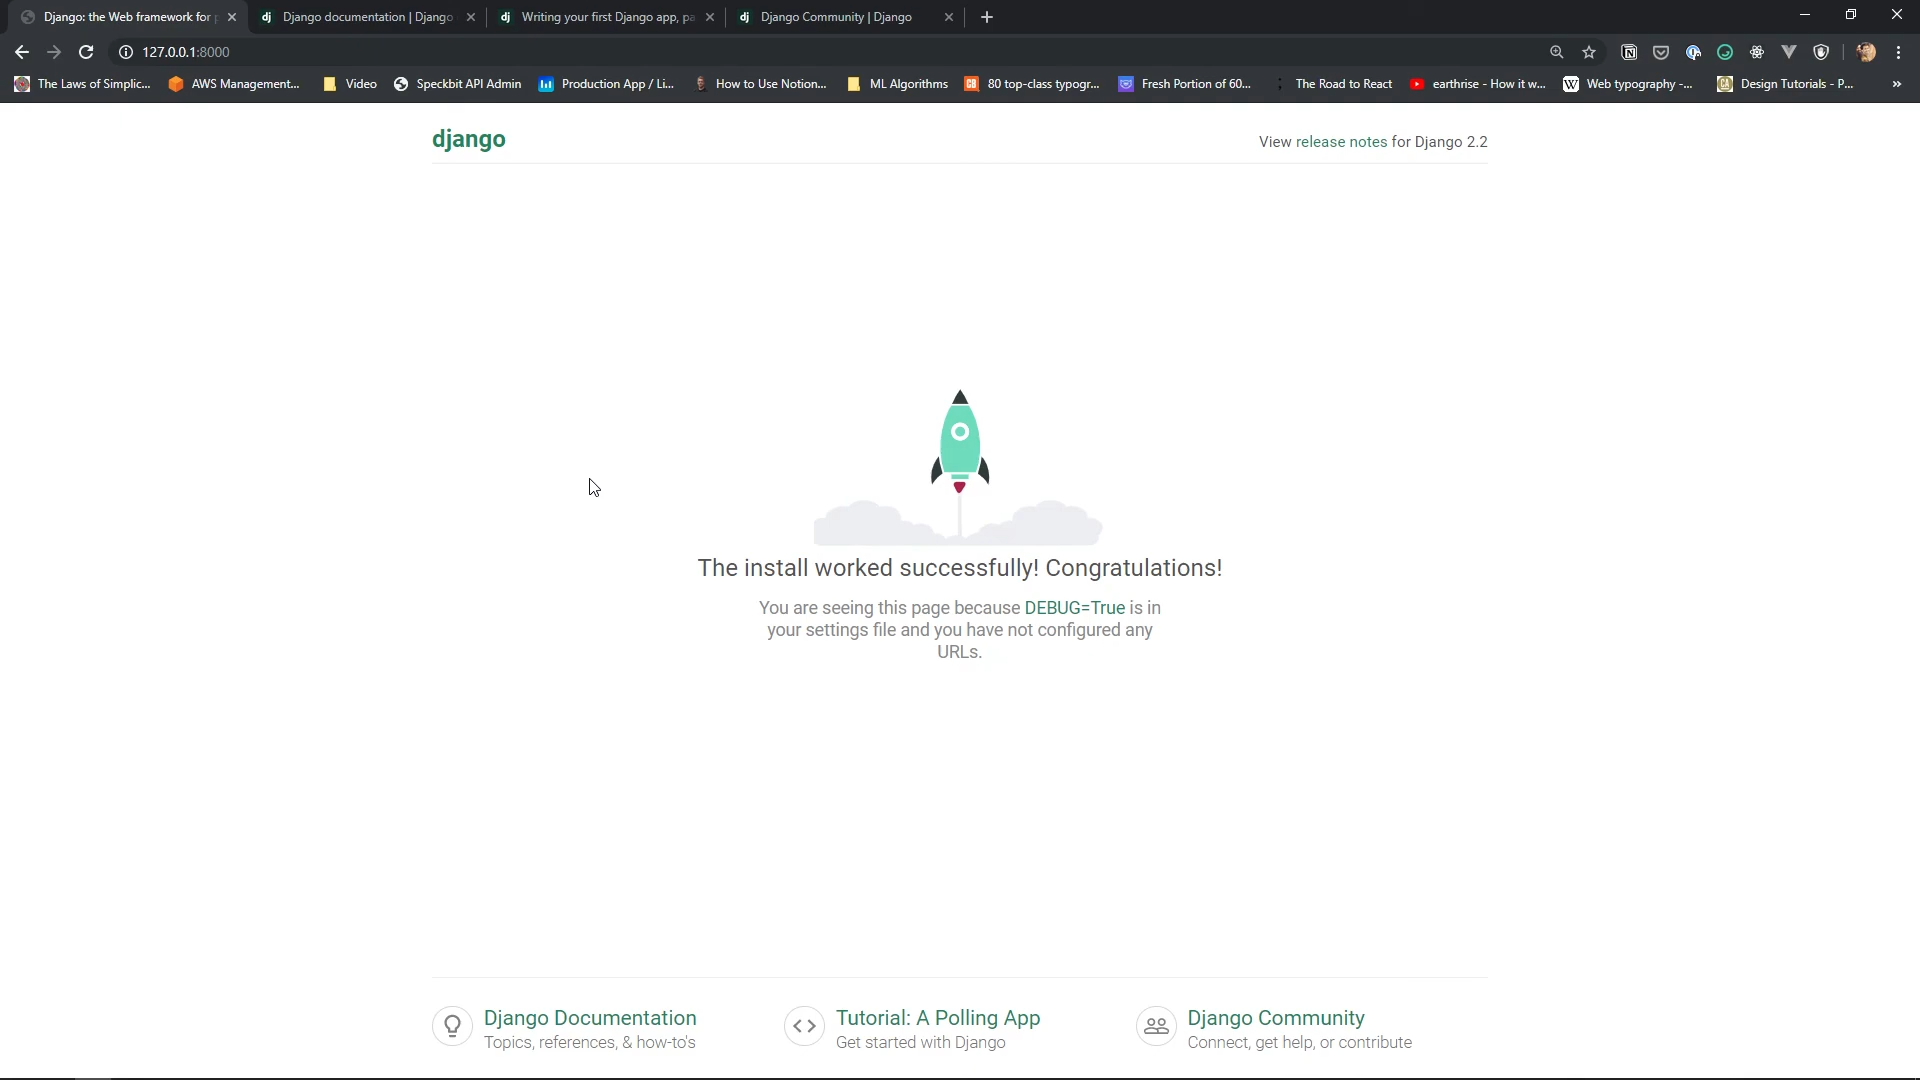 Django: the Web framework for p
Django documentation | Django
Writing your first Django app, pa
Django Community | Django
127.0.0.1:8000
The Laws of Simplic...
AWS Management...
Video
Speckbit API Admin
Production App / Li...
How to Use Notion...
ML Algorithms
80 top-class typogr...
Fresh Portion of 60...
The Road to React
earthrise - How it w...
Web typography -...
Design Tutorials - P...
django
View release notes for Django 2.2
The install worked successfully! Congratulations!
You are seeing this page because DEBUG=True is in
your settings file and you have not configured any
URLs.
Django Documentation
Topics, references, & how-to's
Tutorial: A Polling App
Get started with Django
Django Community
Connect, get help, or contribute